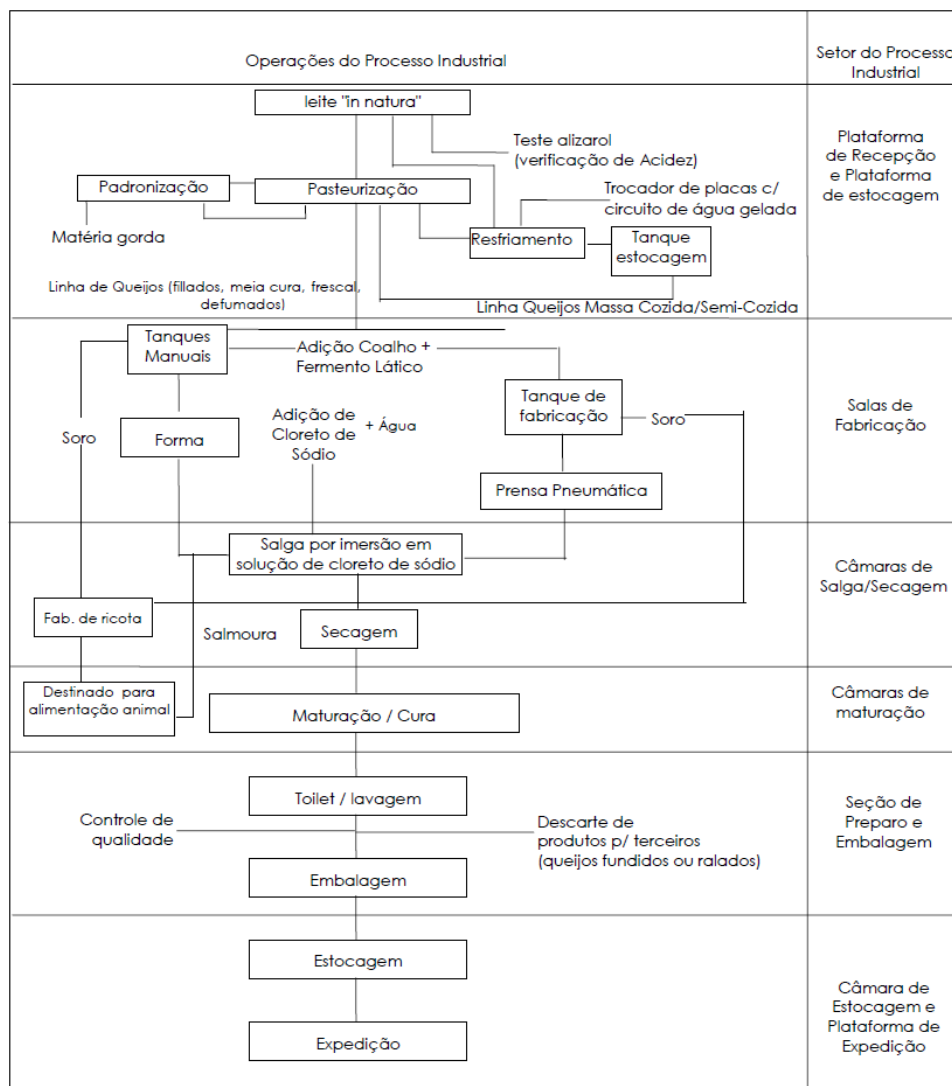 Operações do Processo Industrial
Setor do Processo
Industrial
leite "in natura"
Teste alizarol
(verificação de Acidez)
Plataforma
de Recepção
e Plataforma
de estocagem
Padronização
Pasteurização
Trocador de placas c/
circuito de água gelada
Matéria gorda
Resfriamento
Tanque
estocagem
Linha de Queijos (fillados, meia cura, frescal,
defumados)
Linha Queijos Massa Cozida/Semi-Cozida
Tanques
Manuais
Adição Coalho +
Fermento Lático
Tanque de
fabricação
Salas de
Fabricação
Soro
Forma
Adição de
Cloreto de
Sódio
+ Água
Soro
Prensa Pneumática
Salga por imersão em
solução de cloreto de sódio
Câmaras de
Salga/Secagem
Fab. de ricota
Salmoura
Secagem
Destinado para
alimentação animal
Maturação / Cura
Câmaras de
maturação
Toilet / lavagem
Controle de
qualidade
Descarte de
produtos p/ terceiros
(queijos fundidos ou ralados)
Seção de
Preparo e
Embalagem
Embalagem
Estocagem
Expedição
Câmara de
Estocagem e
Plataforma de
Expedição